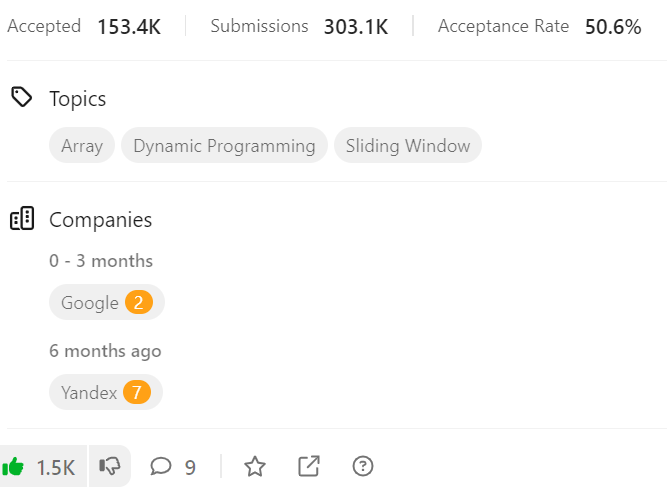 Accepted 153.4K Submissions 303.1K Acceptance Rate 50.6%
Topics
Array Dynamic Programming Sliding Window
Companies
0 - 3 months
Google 2
6 months ago
Yandex 7
1.5K 9